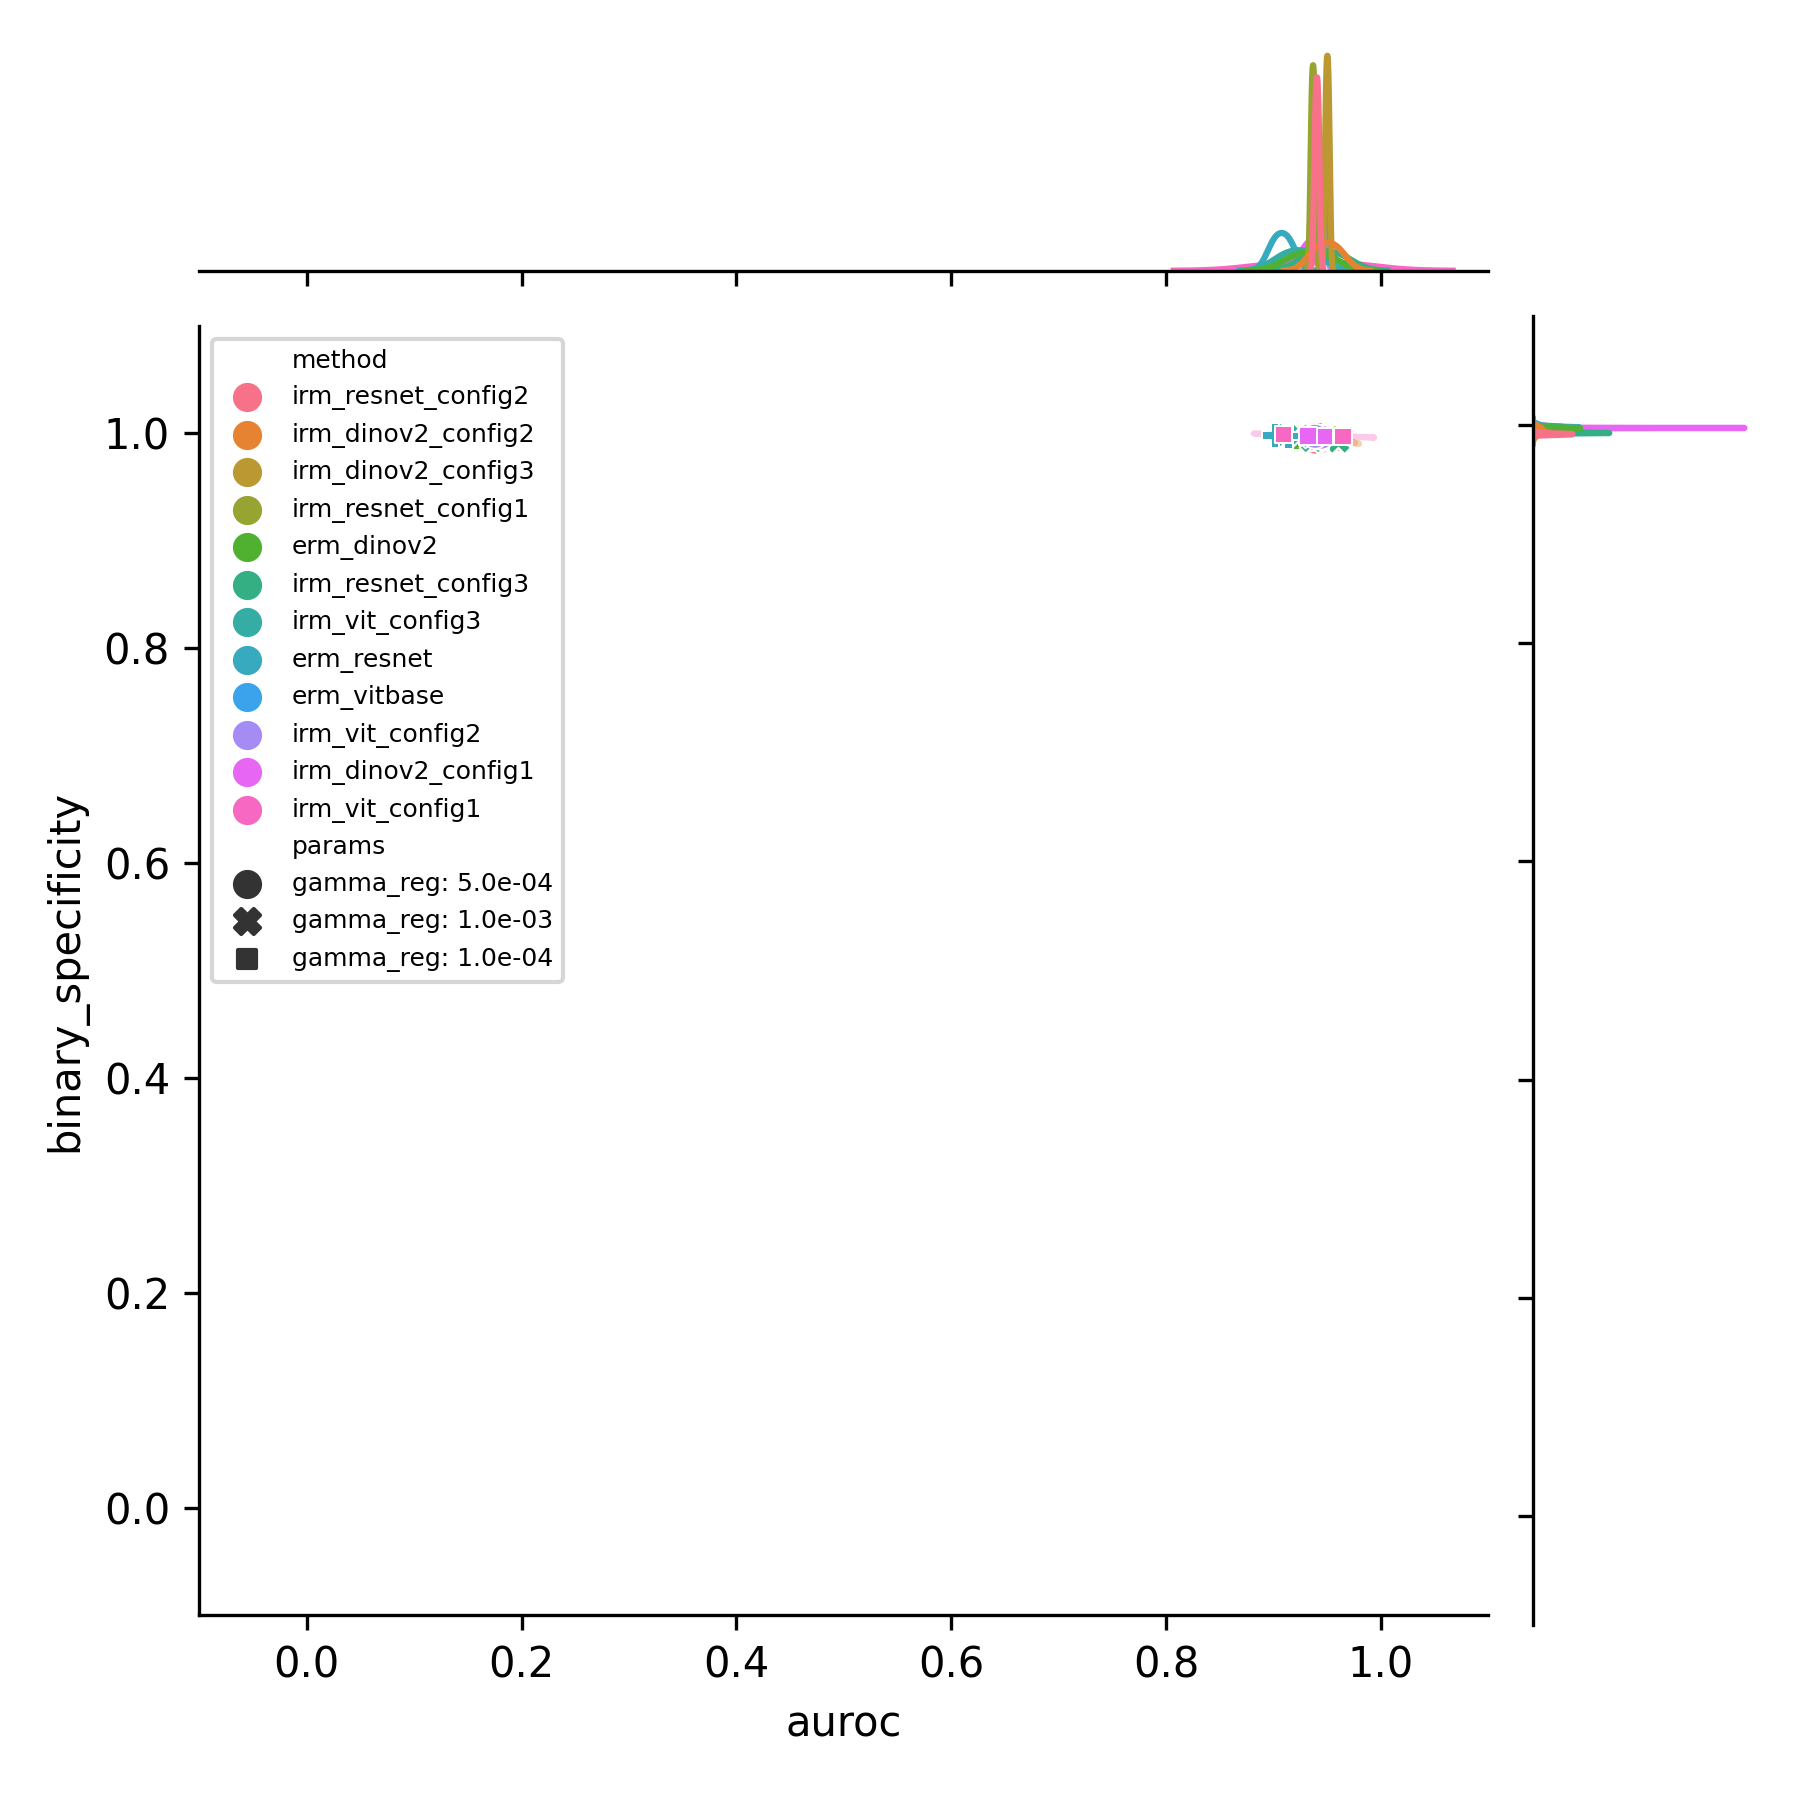 method
irm_resnet_config2
irm_dinov2_config2
irm_dinov2_config3
irm_resnet_config1
erm_dinov2
irm_resnet_config3
irm_vit_config3
erm_resnet
erm_vitbase
irm_vit_config2
irm_dinov2_config1
irm_vit_config1
params
gamma_reg: 5.0e-04
gamma_reg: 1.0e-03
gamma_reg: 1.0e-04
1.0
0.8
0.6
0.4
0.2
0.0
binary_specificity
0.0 0.2 0.4 0.6 0.8 1.0
auroc